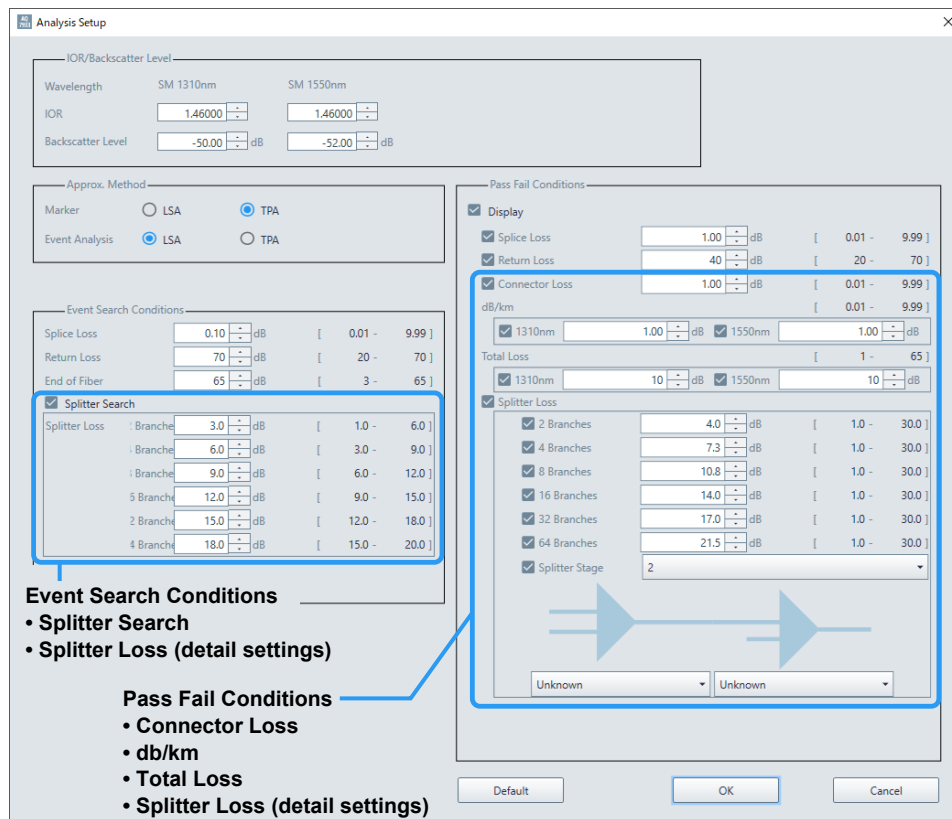 AQ
7933
Analysis Setup
IOR/Backscatter Level
Wavelength SM 1310nm SM 1550nm
IOR 1.46000 1.46000
Backscatter Level -50.00 dB -52.00 dB
Approx. Method
Marker LSA TPA
Event Analysis LSA TPA
Event Search Conditions
Splice Loss 0.10 dB [ 0.01 - 9.99 ]
Return Loss 70 dB [ 20 - 70 ]
End of Fiber 65 dB [ 3 - 65 ]
Splitter Search
Splitter Loss Branche 3.0 dB [ 1.0 - 6.0 ]
Branche 6.0 dB [ 3.0 - 9.0 ]
Branche 9.0 dB [ 6.0 - 12.0 ]
6 Branche 12.0 dB [ 9.0 - 15.0 ]
2 Branche 15.0 dB [ 12.0 - 18.0 ]
4 Branche 18.0 dB [ 15.0 - 20.0 ]
Pass Fail Conditions
Display
Splice Loss 1.00 dB [ 0.01 - 9.99 ]
Return Loss 40 dB [ 20 - 70 ]
Connector Loss 1.00 dB [ 0.01 - 9.99 ]
dB/km [ 0.01 - 9.99 ]
1310nm 1.00 dB 1550nm 1.00 dB
Total Loss [ 1 - 65 ]
1310nm 10 dB 1550nm 10 dB
Splitter Loss
2 Branches 4.0 dB [ 1.0 - 30.0 ]
4 Branches 7.3 dB [ 1.0 - 30.0 ]
8 Branches 10.8 dB [ 1.0 - 30.0 ]
16 Branches 14.0 dB [ 1.0 - 30.0 ]
32 Branches 17.0 dB [ 1.0 - 30.0 ]
64 Branches 21.5 dB [ 1.0 - 30.0 ]
Splitter Stage 2
Unknown Unknown
Event Search Conditions
• Splitter Search
• Splitter Loss (detail settings)
Pass Fail Conditions
• Connector Loss
• db/km
• Total Loss
• Splitter Loss (detail settings)
Default OK Cancel